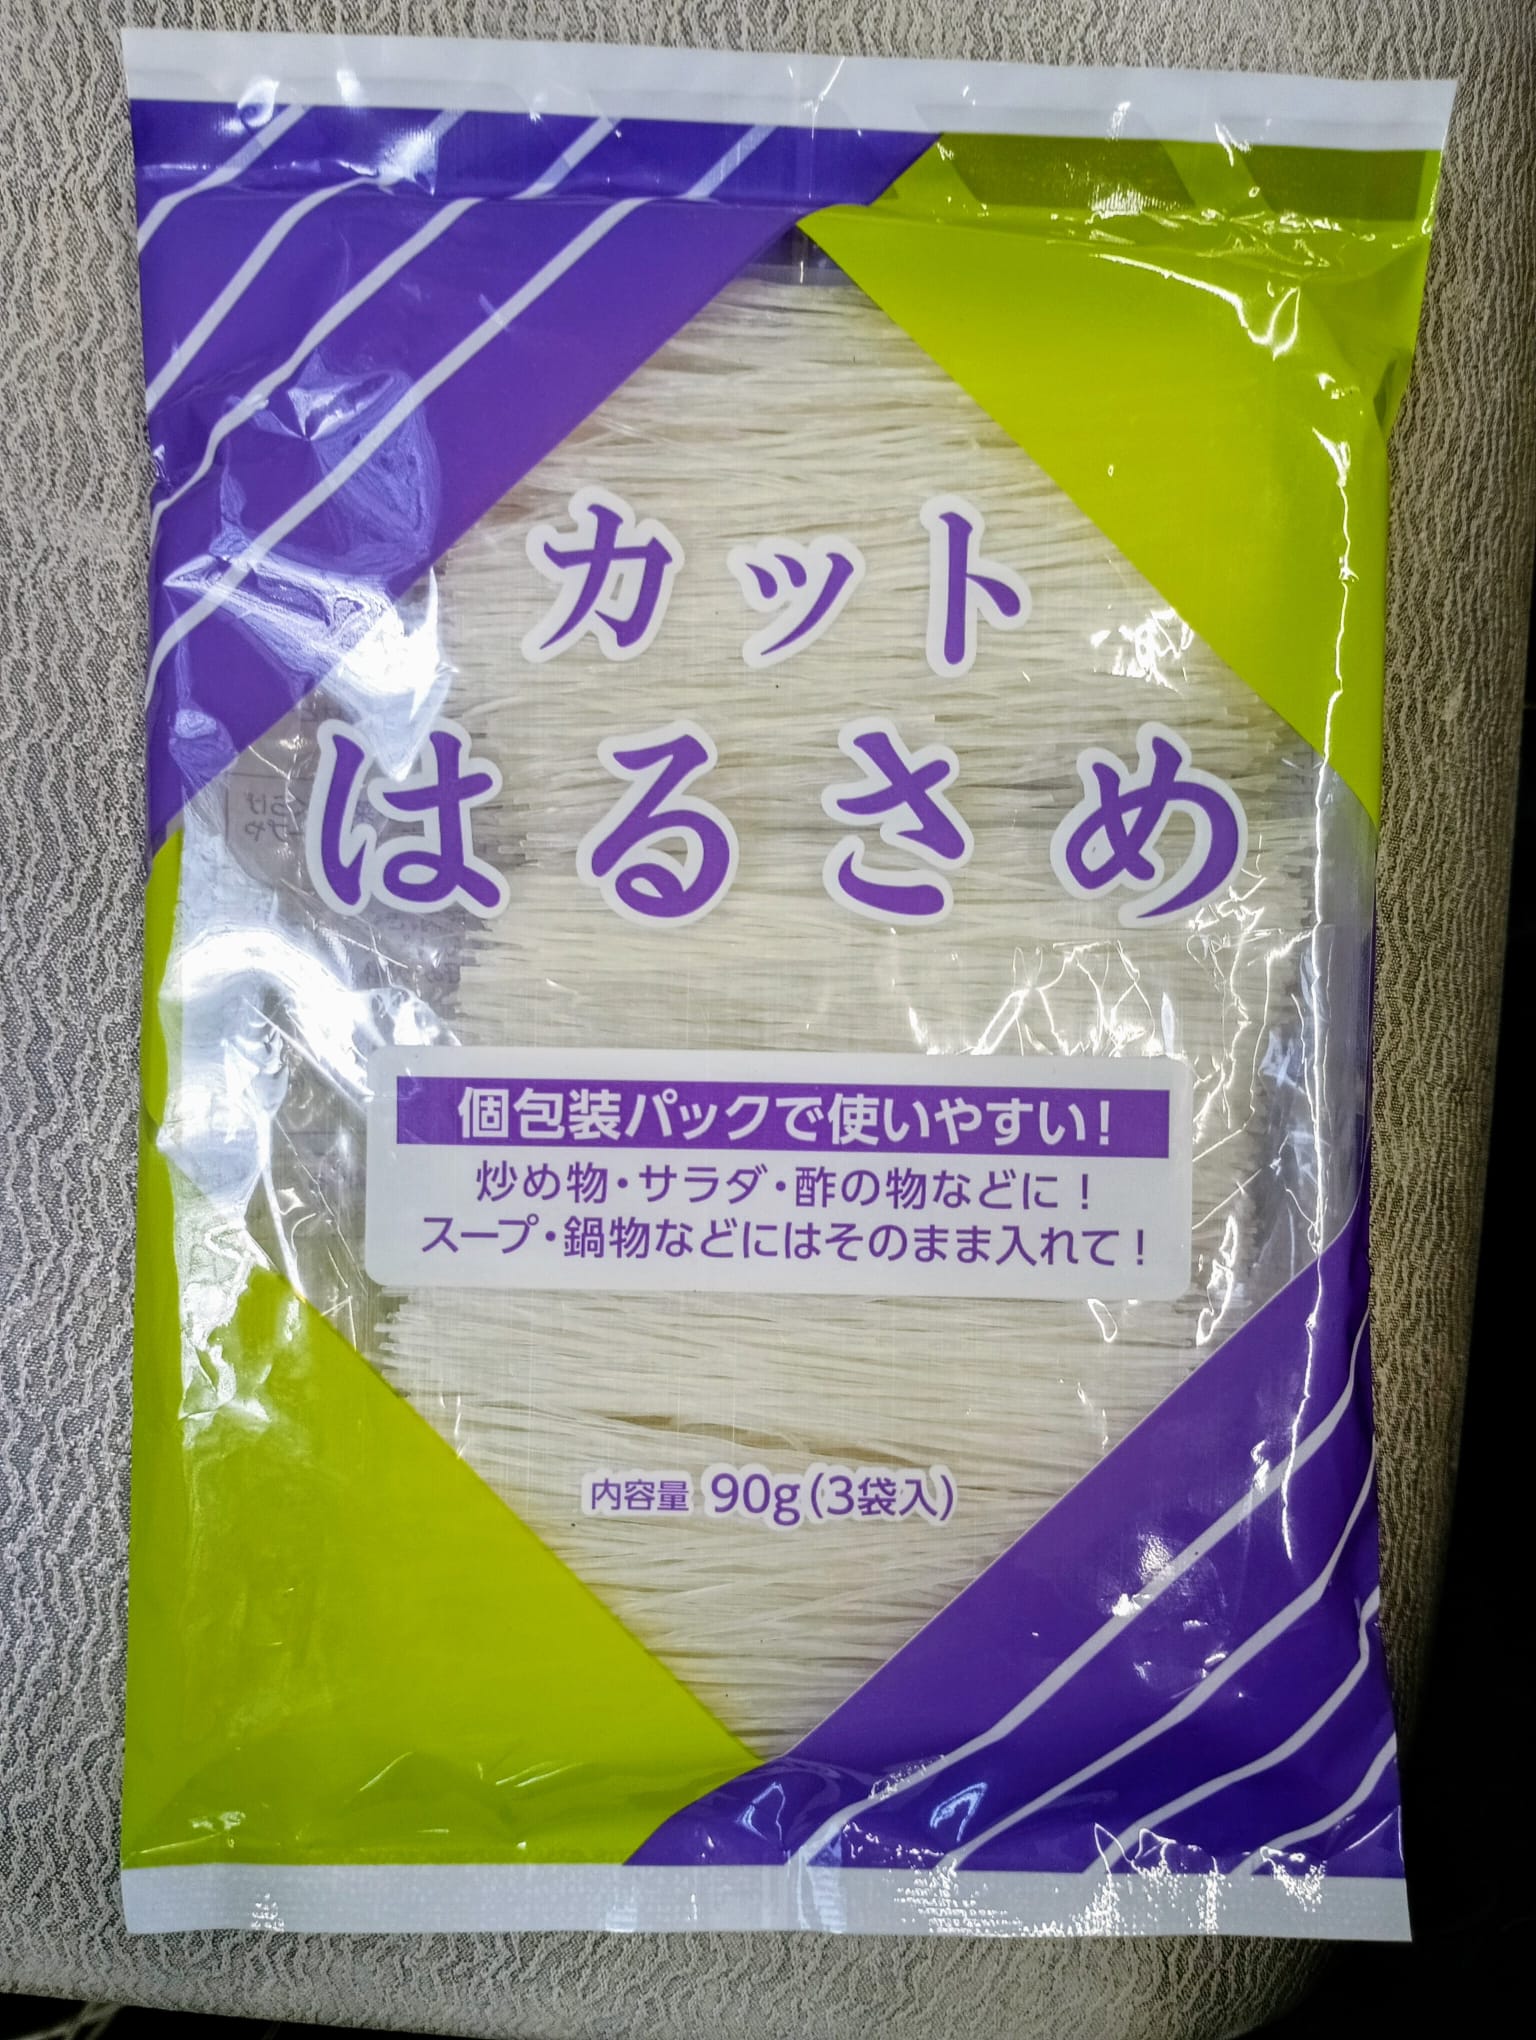 カット
はるさめ
個包装パックで使いやすい！
炒め物・サラダ・酢の物などに！
スープ・鍋物などにはそのまま入れて！
内容量 90g（3袋入）